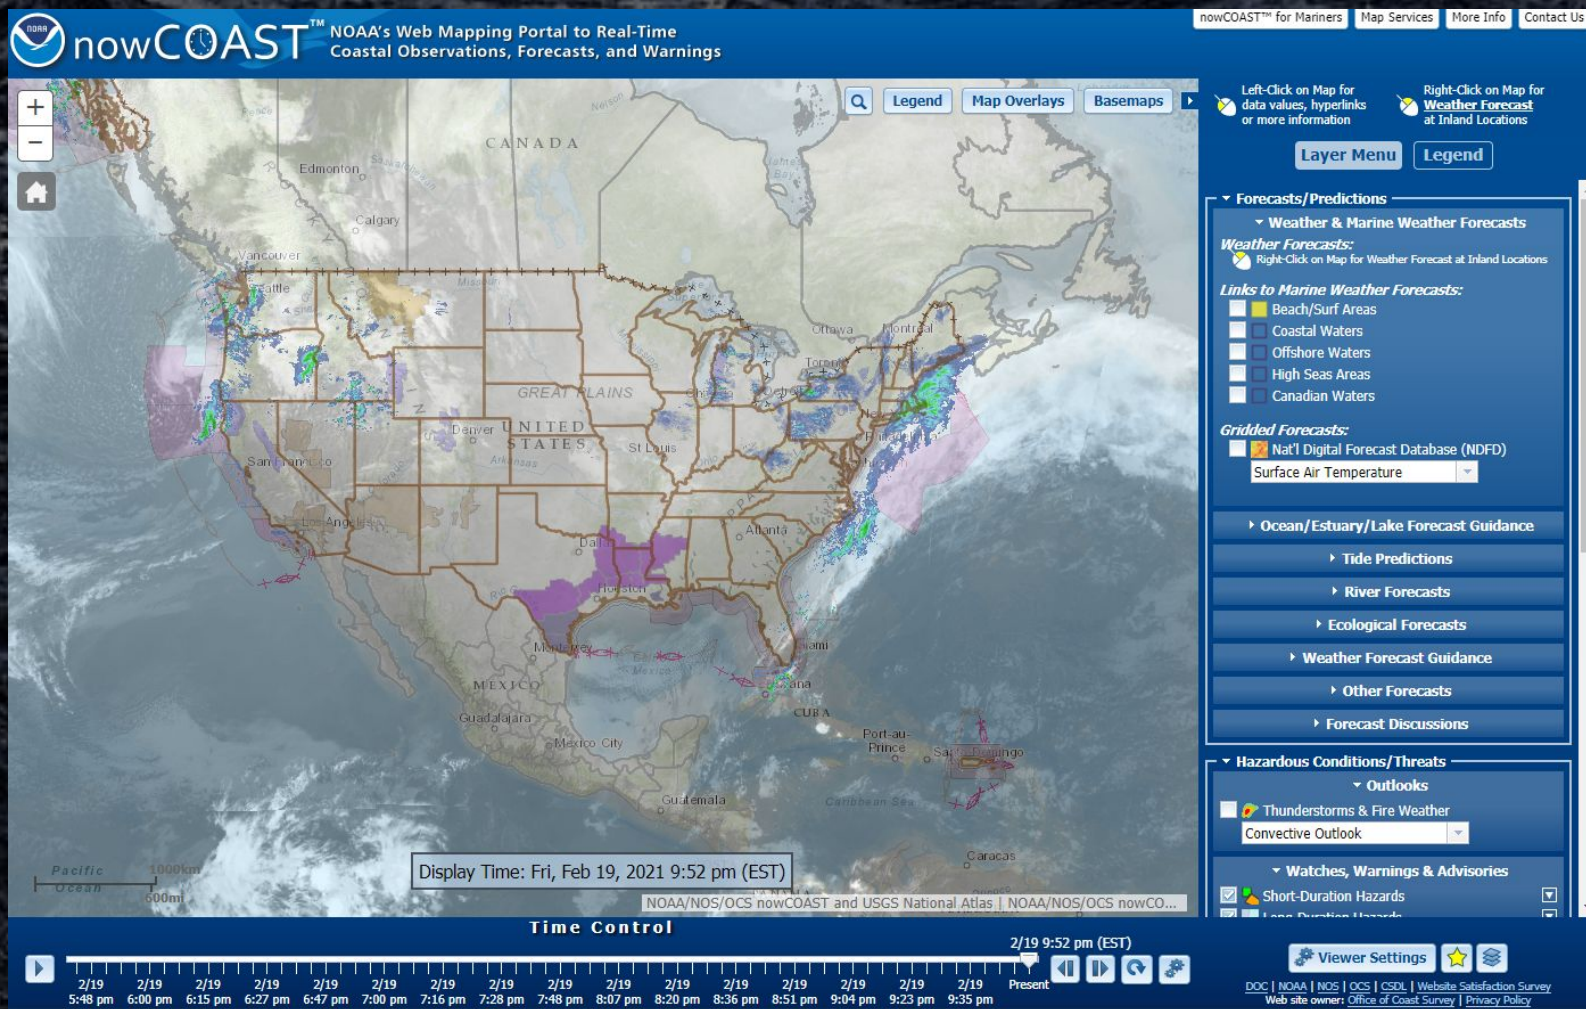 nowCOAST™ for Mariners
Map Services
More Info
Contact Us
NOAA
nowCOAST™
NOAA's Web Mapping Portal to Real-Time
Coastal Observations, Forecasts, and Warnings
+
−
Legend
Map Overlays
Basemaps
Left-Click on Map for
data values, hyperlinks
or more information
Right-Click on Map for
Weather Forecast
at Inland Locations
Layer Menu
Legend
Forecasts/Predictions
Weather & Marine Weather Forecasts
Weather Forecasts:
Right-Click on Map for Weather Forecast at Inland Locations
Links to Marine Weather Forecasts:
Beach/Surf Areas
Coastal Waters
Offshore Waters
High Seas Areas
Canadian Waters
Gridded Forecasts:
Nat'l Digital Forecast Database (NDFD)
Surface Air Temperature
Ocean/Estuary/Lake Forecast Guidance
Tide Predictions
River Forecasts
Ecological Forecasts
Weather Forecast Guidance
Other Forecasts
Forecast Discussions
Hazardous Conditions/Threats
Outlooks
Thunderstorms & Fire Weather
Convective Outlook
Watches, Warnings & Advisories
Short-Duration Hazards
Long-Duration Hazards
Nelson
CANADA
Edmonton
Saskatchewan
Calgary
Vancouver
Seattle
Superior
Ottawa
Montreal
Toronto
GREAT PLAINS
Denver
UNITED
STATES
St Louis
Arkansas
San Francisco
Los Angeles
Atlanta
Houston
Monterrey
Miami
MEXICO
Mexico
Havana
CUBA
Guadalajara
Mexico City
Port-au-
Prince
Santo Domingo
Guatemala
Caribbean Sea
Caracas
Pacific
Ocean
1000km
600mi
Display Time: Fri, Feb 19, 2021 9:52 pm (EST)
NOAA/NOS/OCS nowCOAST and USGS National Atlas | NOAA/NOS/OCS nowCO...
Time Control
2/19 9:52 pm (EST)
2/19 2/19 2/19 2/19 2/19 2/19 2/19 2/19 2/19 2/19 2/19 2/19 2/19 2/19 2/19 2/19 Present
5:48 pm 6:00 pm 6:15 pm 6:27 pm 6:47 pm 7:00 pm 7:16 pm 7:28 pm 7:48 pm 8:07 pm 8:20 pm 8:36 pm 8:51 pm 9:04 pm 9:23 pm 9:35 pm
Viewer Settings
DOC | NOAA | NOS | OCS | CSDL | Website Satisfaction Survey
Web site owner: Office of Coast Survey | Privacy Policy